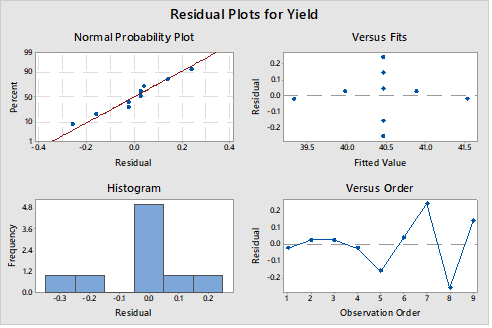 Residual Plots for Yield
Normal Probability Plot
99
90
50
10
1
Percent
-0.4 -0.2 0.0 0.2 0.4
Residual
Versus Fits
0.2
0.1
0.0
-0.1
-0.2
Residual
39.5 40.0 40.5 41.0 41.5
Fitted Value
Histogram
4.8
3.6
2.4
1.2
0.0
Frequency
-0.3 -0.2 -0.1 0.0 0.1 0.2
Residual
Versus Order
0.2
0.1
0.0
-0.1
-0.2
Residual
1 2 3 4 5 6 7 8 9
Observation Order